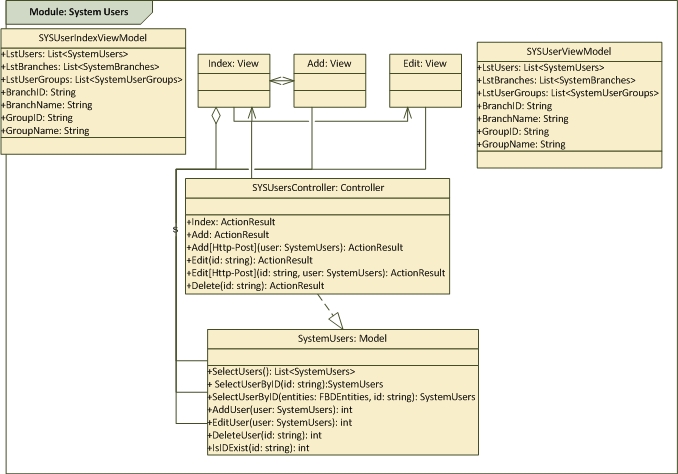 Module: System Users
SYSUserIndexViewModel
+LstUsers: List<SystemUsers>
+LstBranches: List<SystemBranches>
+LstUserGroups: List<SystemUserGroups>
+BranchID: String
+BranchName: String
+GroupID: String
+GroupName: String
Index: View
Add: View
Edit: View
SYSUserViewModel
+LstUsers: List<SystemUsers>
+LstBranches: List<SystemBranches>
+LstUserGroups: List<SystemUserGroups>
+BranchID: String
+BranchName: String
+GroupID: String
+GroupName: String
s
SYSUsersController: Controller
+Index: ActionResult
+Add: ActionResult
+Add[Http-Post](user: SystemUsers): ActionResult
+Edit(id: string): ActionResult
+Edit[Http-Post](id: string, user: SystemUsers): ActionResult
+Delete(id: string): ActionResult
SystemUsers: Model
+SelectUsers(): List<SystemUsers>
+ SelectUserByID(id: string):SystemUsers
+SelectUserByID(entities: FBDEntities, id: string): SystemUsers
+AddUser(user: SystemUsers): int
+EditUser(user: SystemUsers): int
+DeleteUser(id: string): int
+IsIDExist(id: string): int